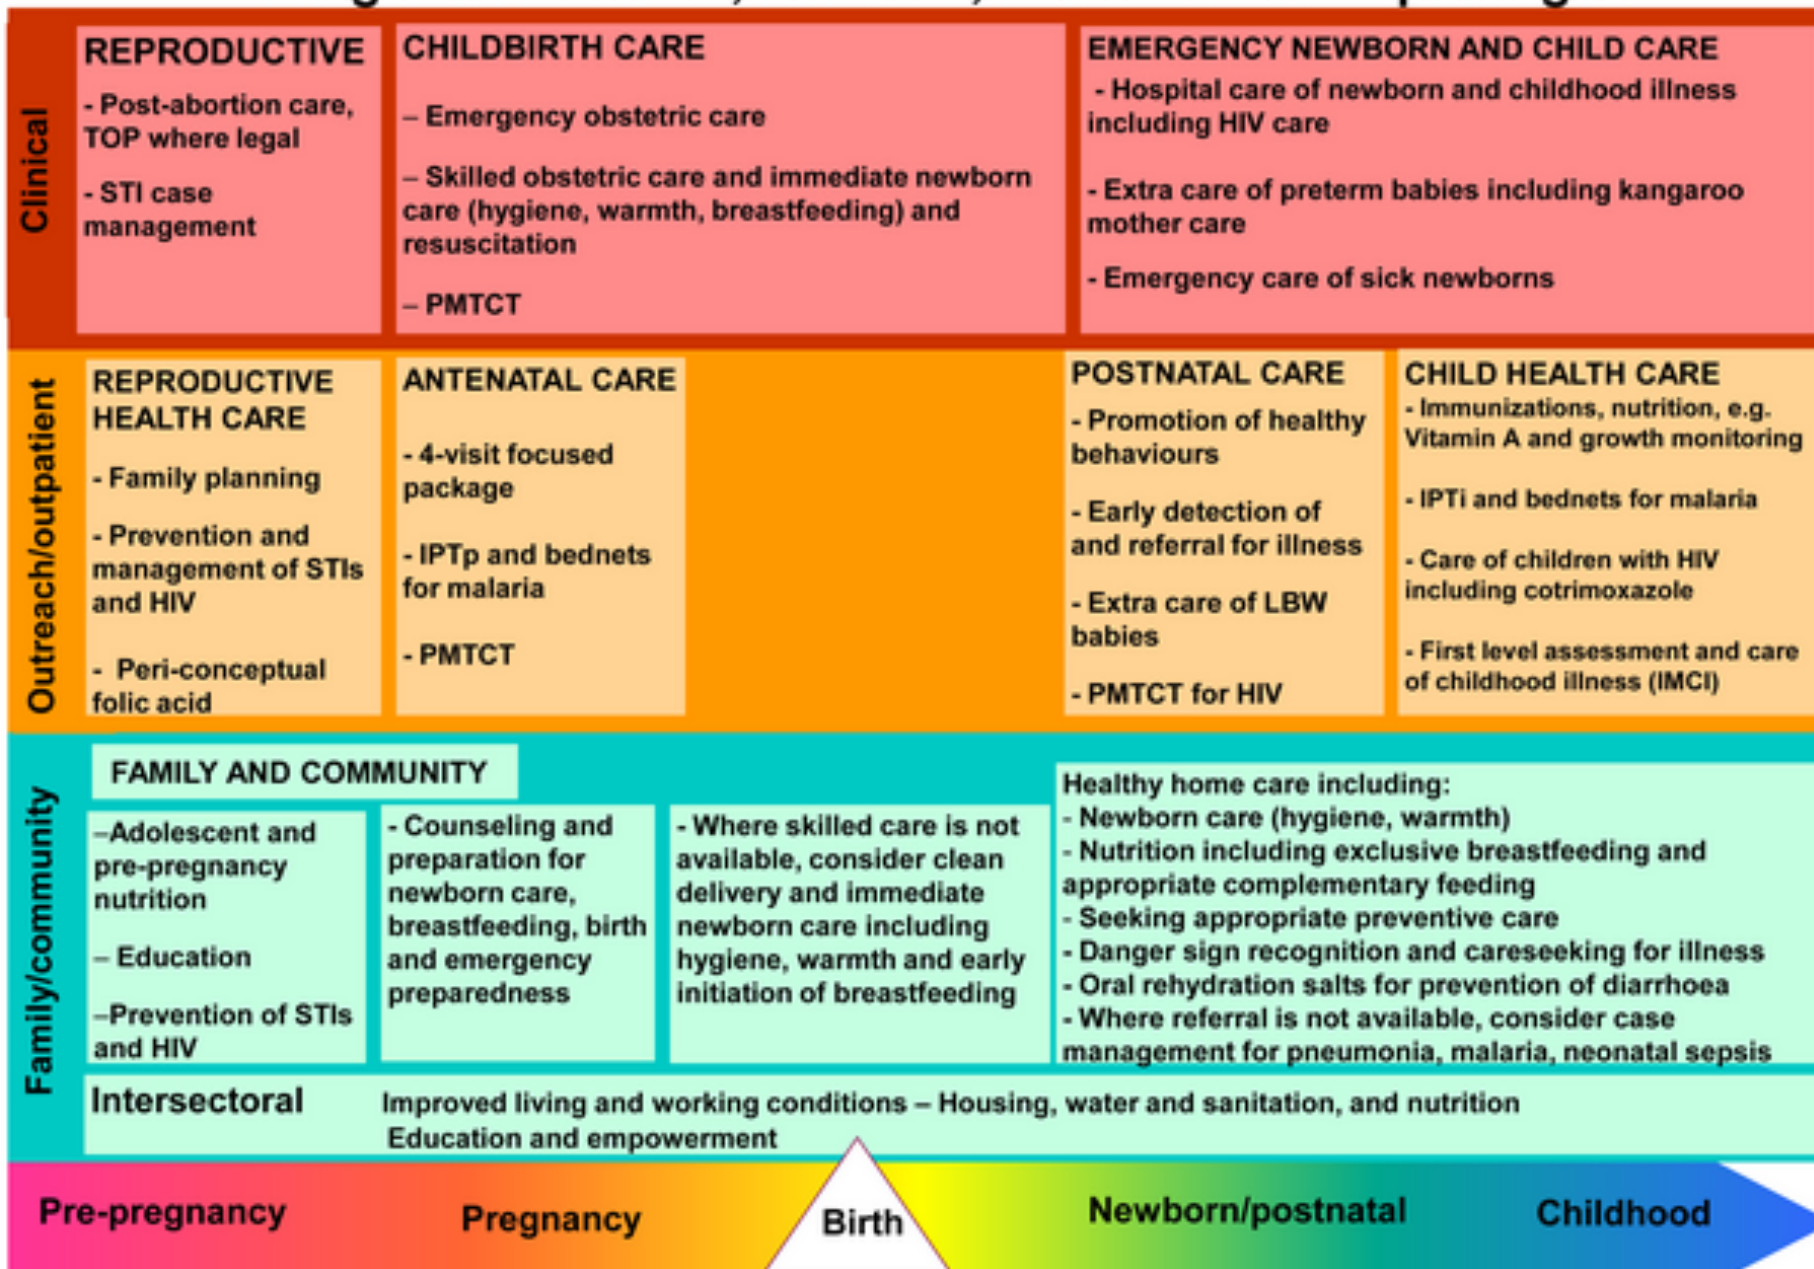 Clinical
REPRODUCTIVE
- Post-abortion care,
TOP where legal
- STI case
management
CHILDBIRTH CARE
– Emergency obstetric care
– Skilled obstetric care and immediate newborn
care (hygiene, warmth, breastfeeding) and
resuscitation
– PMTCT
EMERGENCY NEWBORN AND CHILD CARE
- Hospital care of newborn and childhood illness
including HIV care
- Extra care of preterm babies including kangaroo
mother care
- Emergency care of sick newborns
Outreach/outpatient
REPRODUCTIVE
HEALTH CARE
- Family planning
- Prevention and
management of STIs
and HIV
- Peri-conceptual
folic acid
ANTENATAL CARE
- 4-visit focused
package
- IPTp and bednets
for malaria
- PMTCT
POSTNATAL CARE
- Promotion of healthy
behaviours
- Early detection of
and referral for illness
- Extra care of LBW
babies
- PMTCT for HIV
CHILD HEALTH CARE
- Immunizations, nutrition, e.g.
Vitamin A and growth monitoring
- IPTi and bednets for malaria
- Care of children with HIV
including cotrimoxazole
- First level assessment and care
of childhood illness (IMCI)
Family/community
FAMILY AND COMMUNITY
–Adolescent and
pre-pregnancy
nutrition
– Education
–Prevention of STIs
and HIV
- Counseling and
preparation for
newborn care,
breastfeeding, birth
and emergency
preparedness
- Where skilled care is not
available, consider clean
delivery and immediate
newborn care including
hygiene, warmth and early
initiation of breastfeeding
Healthy home care including:
- Newborn care (hygiene, warmth)
- Nutrition including exclusive breastfeeding and
appropriate complementary feeding
- Seeking appropriate preventive care
- Danger sign recognition and careseeking for illness
- Oral rehydration salts for prevention of diarrhoea
- Where referral is not available, consider case
management for pneumonia, malaria, neonatal sepsis
Intersectoral
Improved living and working conditions – Housing, water and sanitation, and nutrition
Education and empowerment
Pre-pregnancy
Pregnancy
Birth
Newborn/postnatal
Childhood